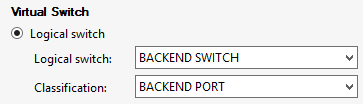 Virtual Switch
Logical switch
Logical switch: BACKEND SWITCH
Classification: BACKEND PORT